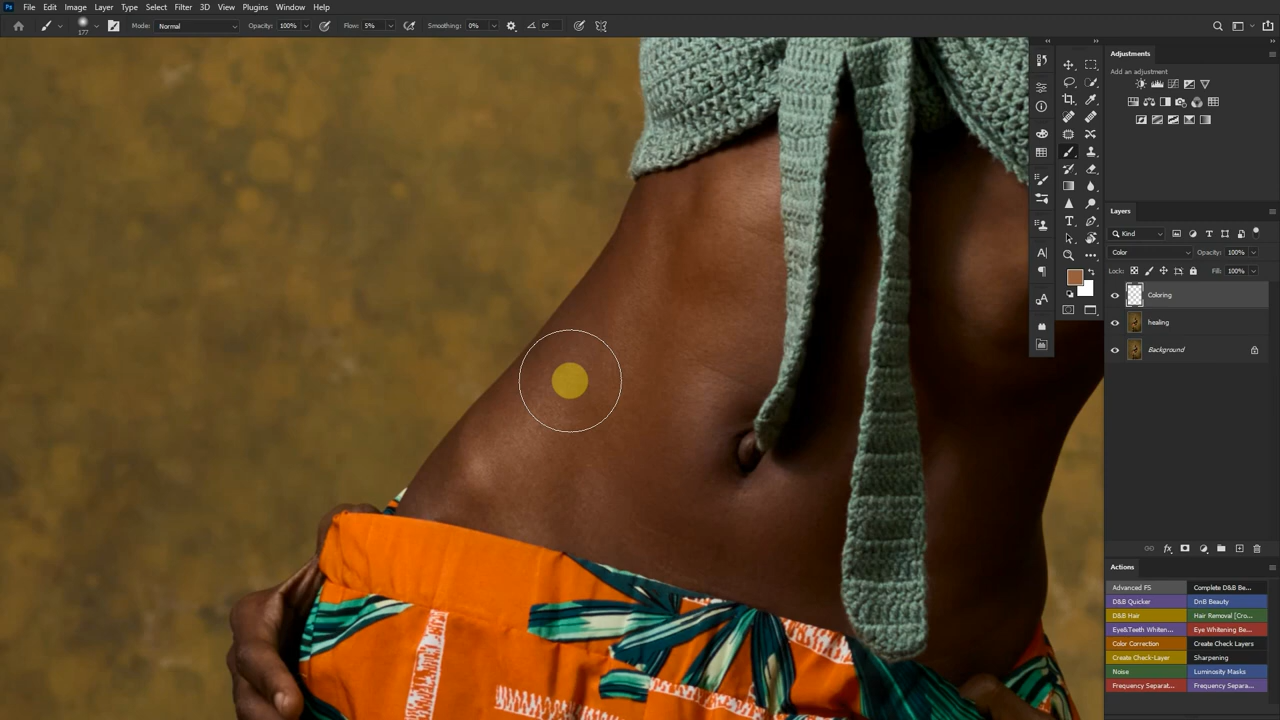 Ps File Edit Image Layer Type Select Filter 3D View Plugins Window Help
177 Mode: Normal Opacity: 100% Flow: 5% Smoothing: 0% 0°
Adjustments
Add an adjustment
Layers
Kind
Color Opacity: 100%
Lock: Fill: 100%
Coloring
healing
Background
Actions
Advanced FS Complete D&B Be...
D&B Quicker DnB Beauty
D&B Hair Hair Removal [Cro...
Eye&Teeth Whiten... Eye Whitening Be...
Color Correction Create Check Layers
Create Check-Layer Sharpening
Noise Luminosity Masks
Frequency Separat... Frequency Separa...